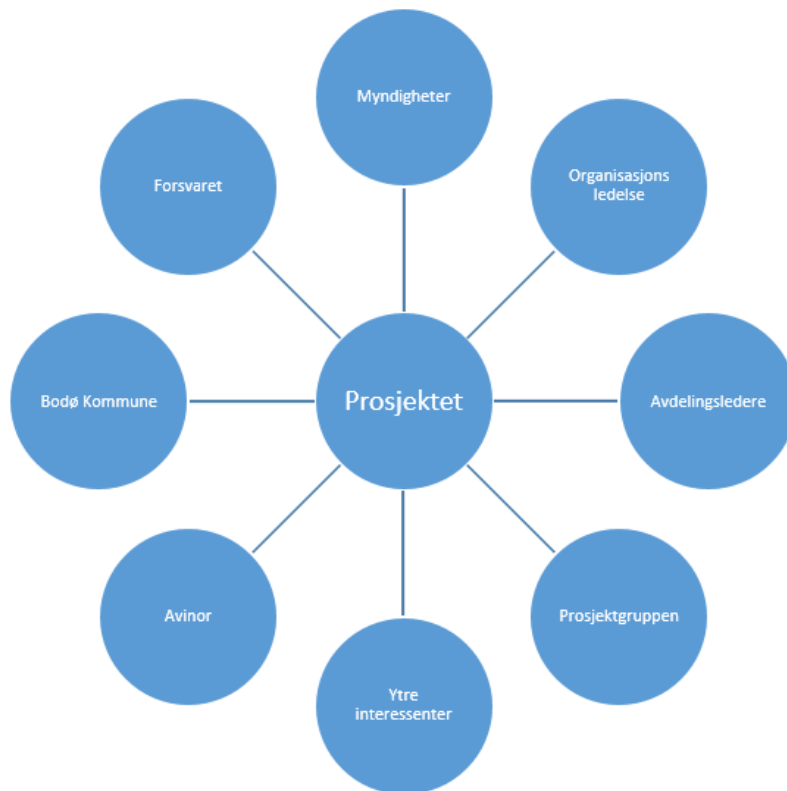 Myndigheter
Forsvaret
Organisasjons
ledelse
Bodø Kommune
Prosjektet
Avdelingsledere
Avinor
Prosjektgruppen
Ytre
interessenter